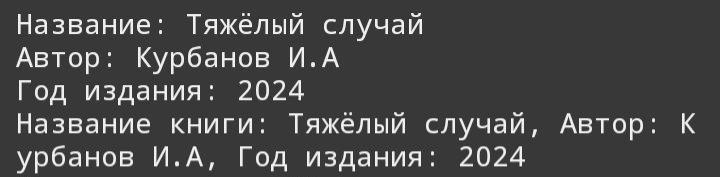 Название: Тяжёлый случай
Автор: Курбанов И.А
Год издания: 2024
Название книги: Тяжёлый случай, Автор: К
урбанов И.А, Год издания: 2024